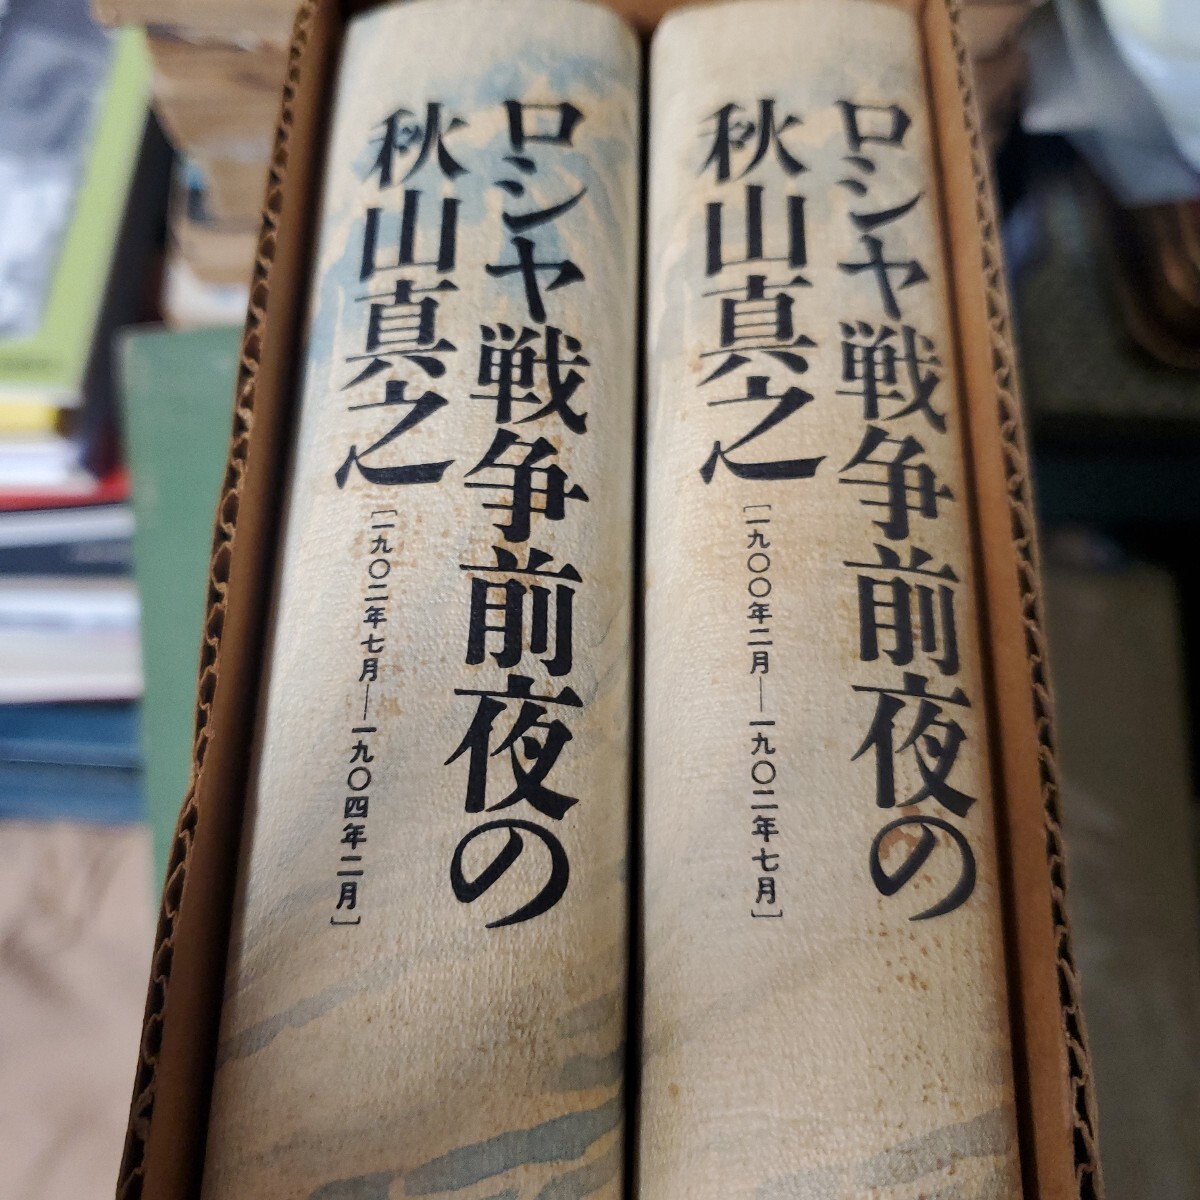 ロシヤ戦争前夜の
秋山真之
[一九〇〇年二月―一九〇二年七月]
ロシヤ戦争前夜の
秋山真之
[一九〇二年七月―一九〇四年二月]